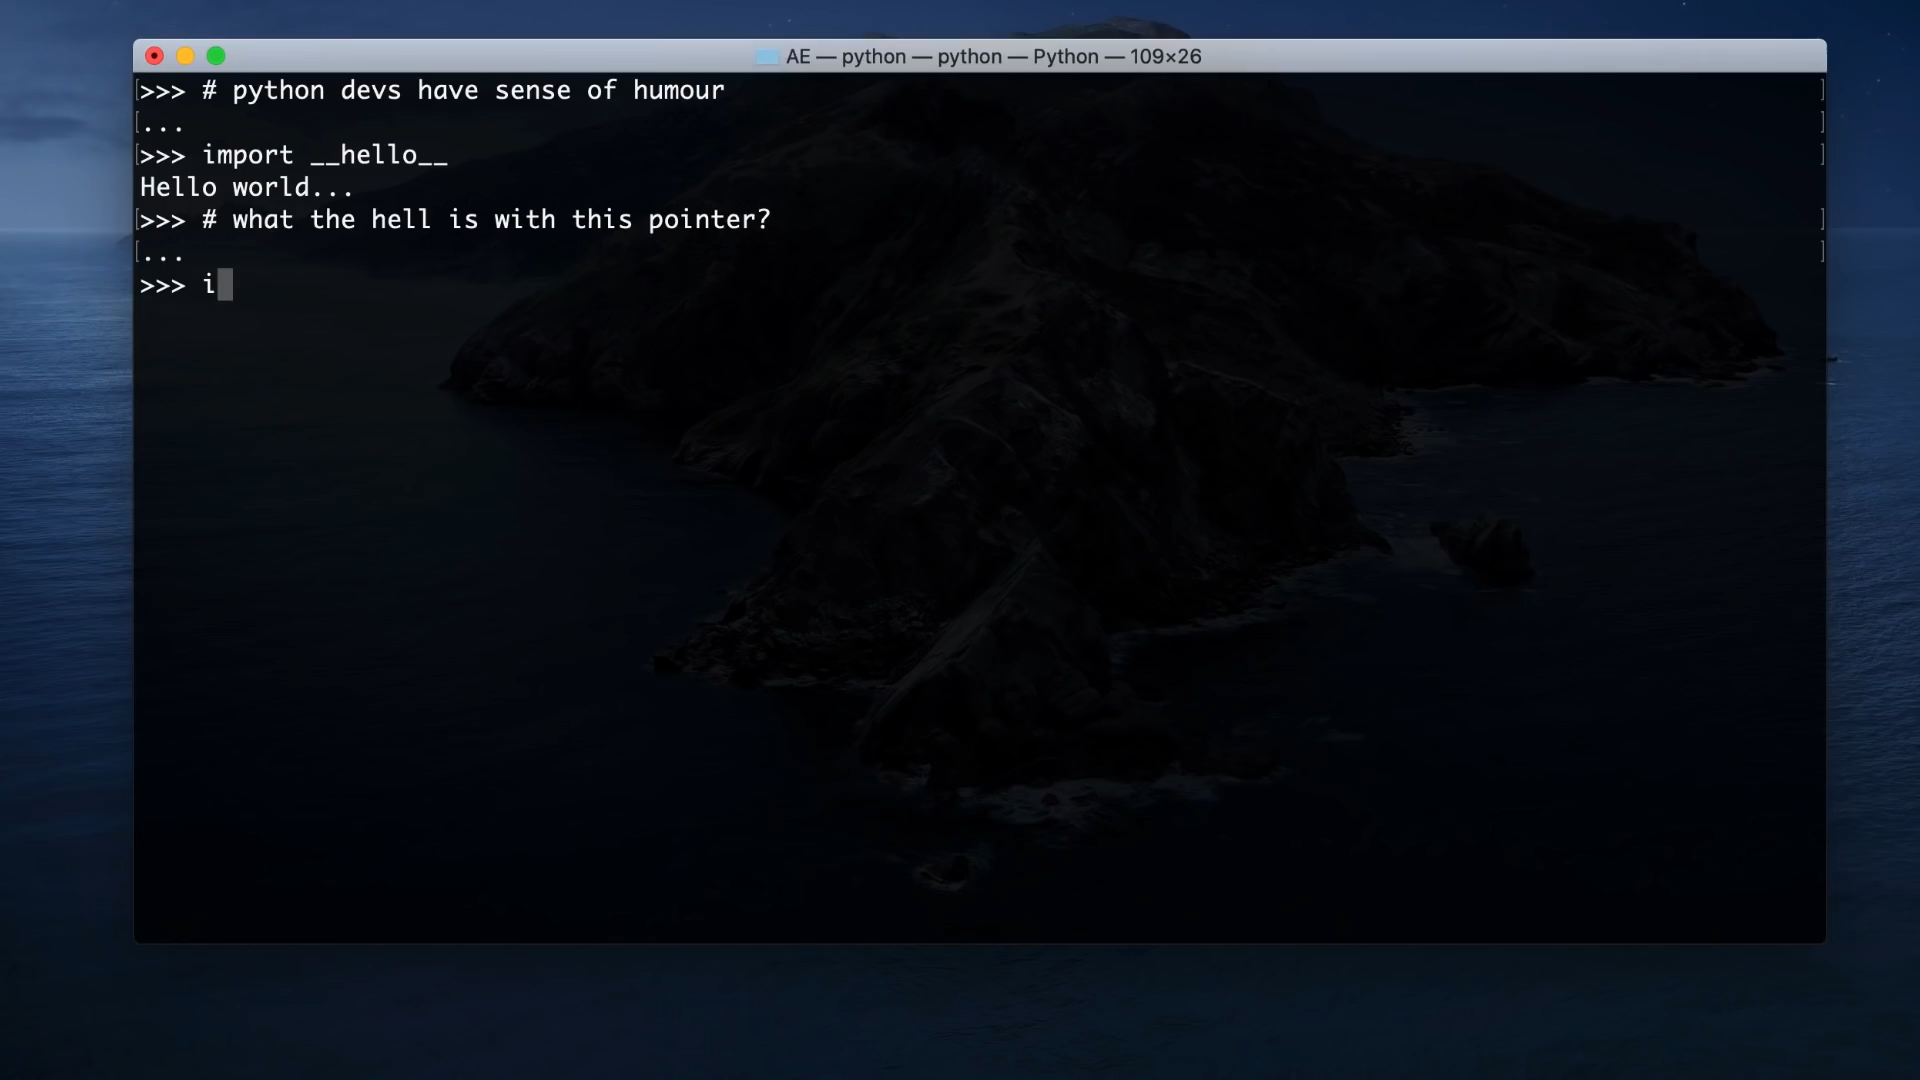 AE — python — python — Python — 109×26
[>>> # python devs have sense of humour ]
[... ]
[>>> import __hello__ ]
Hello world...
[>>> # what the hell is with this pointer? ]
[... ]
>>> i